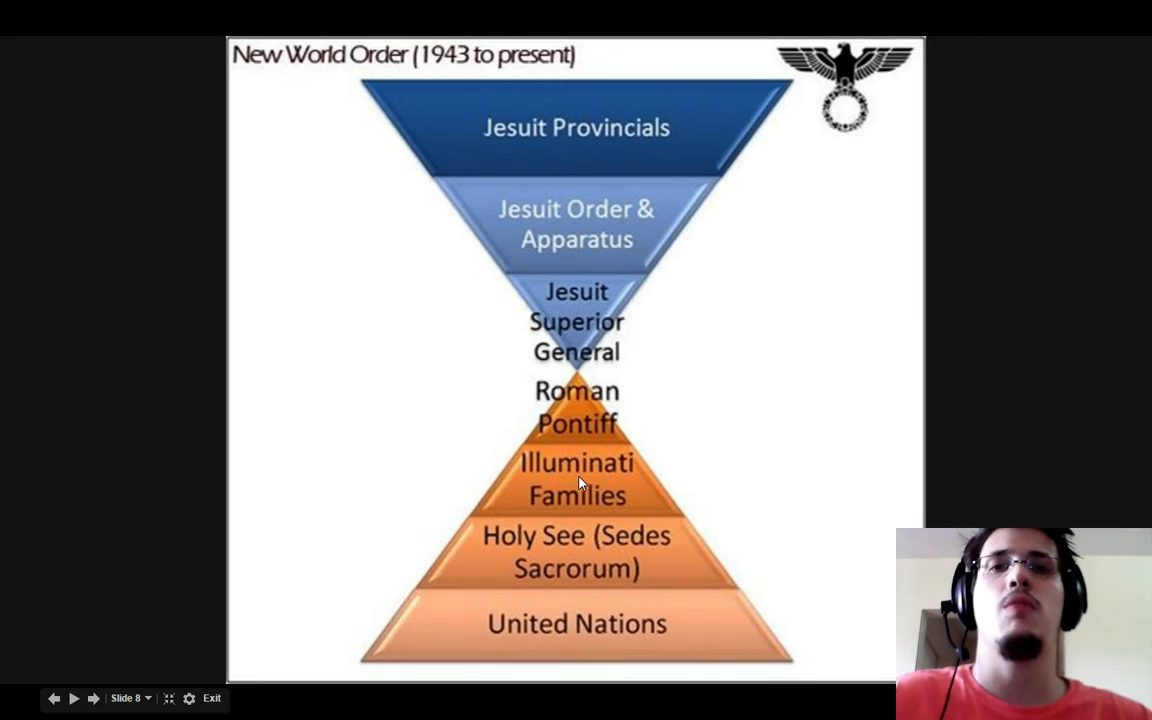 New World Order (1943 to present)
Jesuit Provincials
Jesuit Order &
Apparatus
Jesuit
Superior
General
Roman
Pontiff
Illuminati
Families
Holy See (Sedes
Sacrorum)
United Nations
Slide 8
Exit